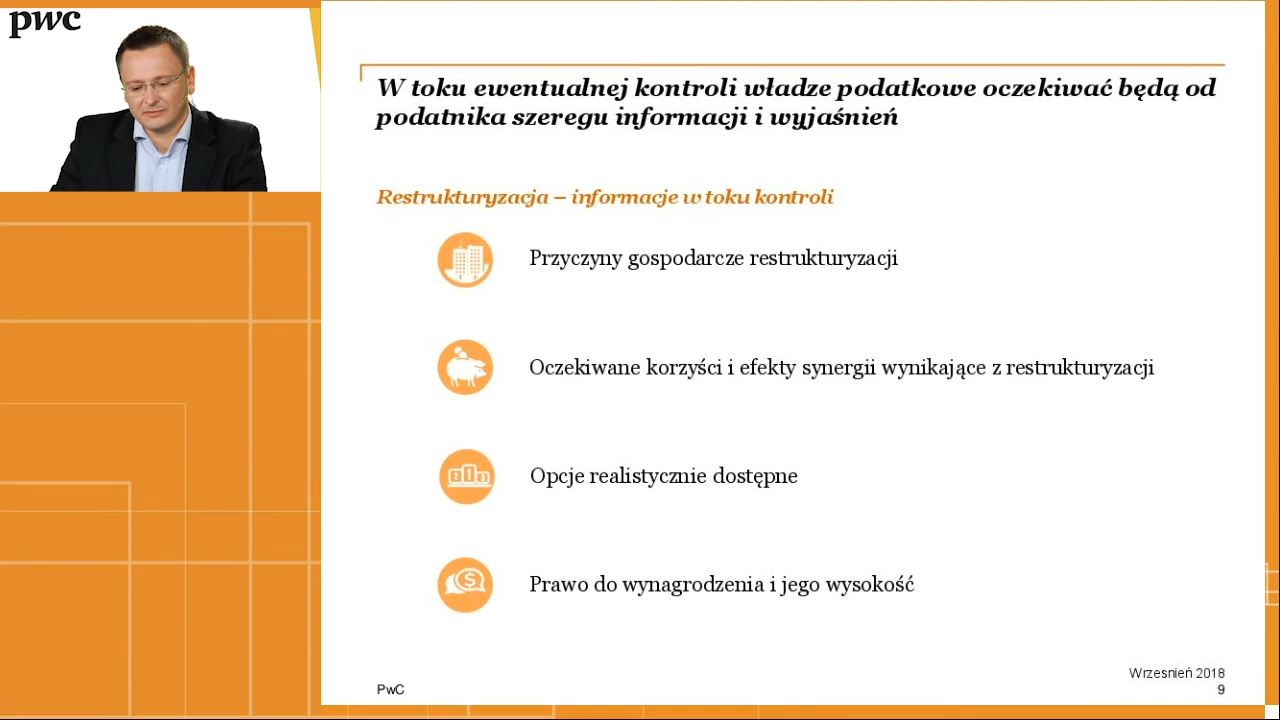 pwc
W toku ewentualnej kontroli władze podatkowe oczekiwać będą od
podatnika szeregu informacji i wyjaśnień
Restrukturyzacja – informacje w toku kontroli
Przyczyny gospodarcze restrukturyzacji
Oczekiwane korzyści i efekty synergii wynikające z restrukturyzacji
Opcje realistycznie dostępne
Prawo do wynagrodzenia i jego wysokość
Wrzesnień 2018
PwC
9